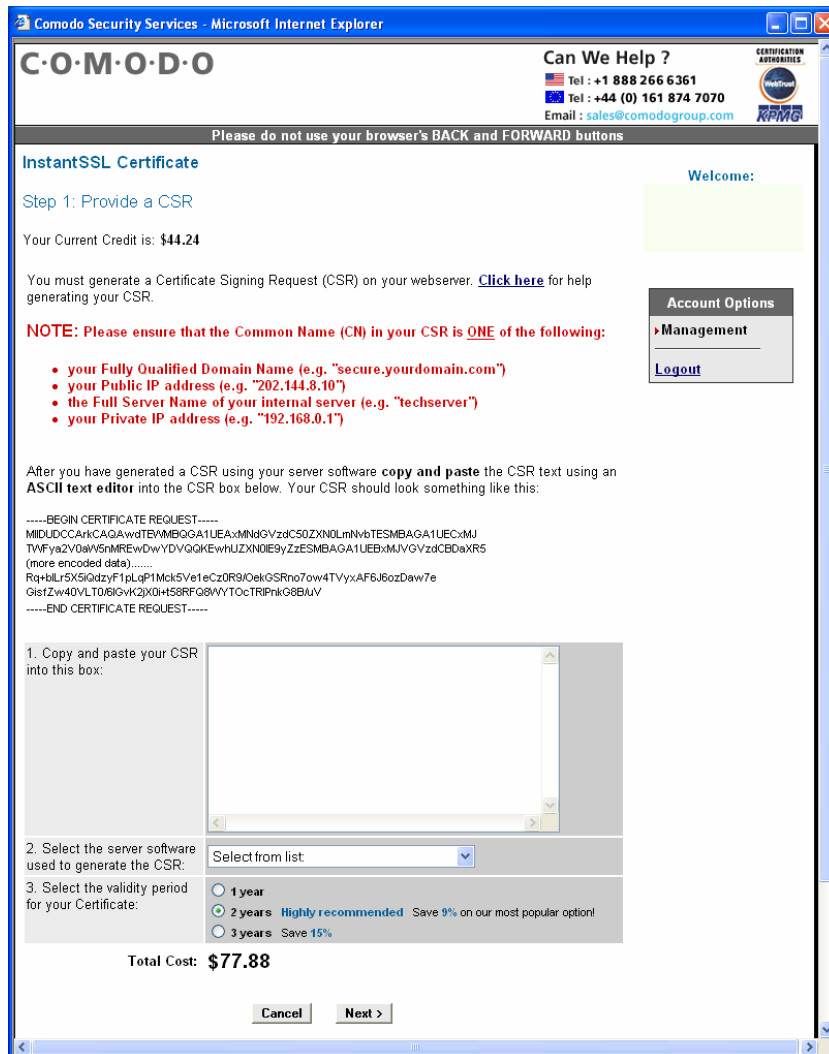 Comodo Security Services - Microsoft Internet Explorer
C·O·M·O·D·O
Can We Help ?
Tel : +1 888 266 6361
Tel : +44 (0) 161 874 7070
Email : sales@comodogroup.com
CERTIFICATION
AUTHORITIES
WebTrust
KPMG
Please do not use your browser's BACK and FORWARD buttons
InstantSSL Certificate
Welcome:
Step 1: Provide a CSR
Your Current Credit is: $44.24
You must generate a Certificate Signing Request (CSR) on your webserver. Click here for help
generating your CSR.
Account Options
Management
Logout
NOTE: Please ensure that the Common Name (CN) in your CSR is ONE of the following:
• your Fully Qualified Domain Name (e.g. "secure.yourdomain.com")
• your Public IP address (e.g. "202.144.8.10")
• the Full Server Name of your internal server (e.g. "techserver")
• your Private IP address (e.g. "192.168.0.1")
After you have generated a CSR using your server software copy and paste the CSR text using an
ASCII text editor into the CSR box below. Your CSR should look something like this:
-----BEGIN CERTIFICATE REQUEST-----
MIIDUDCCArkCAQAwdTEWMBQGA1UEAxMNdGVzdC50ZXN0LmNvbTESMBAGA1UECxMJ
TWFya2V0aW5nMREwDwYDVQQKEwhUZXN0IE9yZzESMBAGA1UEBxMJVGVzdCBDaXR5
(more encoded data).......
Rq+blLr5X5iQdzyF1pLqP1Mck5Ve1eCz0R9/OekGSRno7ow4TVyxAF6J6ozDaw7e
GisfZw40VLT0/6IGvK2jX0i+t58RFQ8WYTOcTRlPnkG8B/uV
-----END CERTIFICATE REQUEST-----
1. Copy and paste your CSR
into this box:
2. Select the server software
used to generate the CSR:
Select from list:
3. Select the validity period
for your Certificate:
1 year
2 years Highly recommended Save 9% on our most popular option!
3 years Save 15%
Total Cost: $77.88
Cancel
Next >